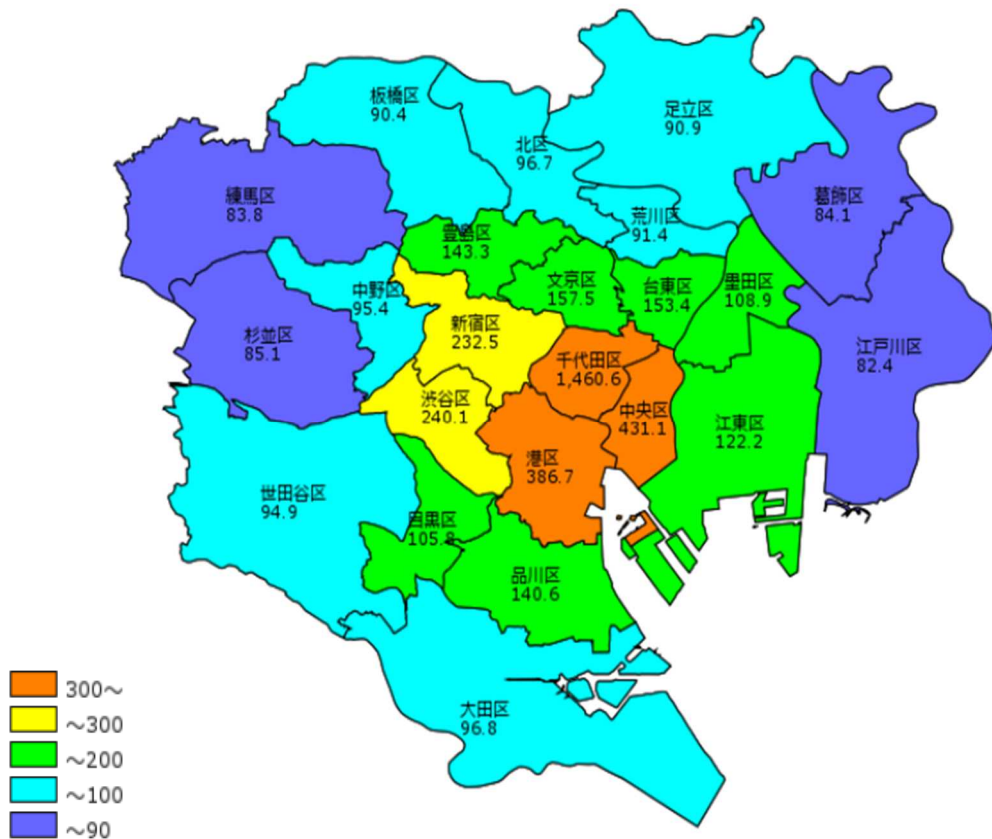 板橋区
90.4
足立区
90.9
北区
96.7
練馬区
83.8
葛飾区
84.1
荒川区
91.4
豊島区
143.3
文京区
157.5
台東区
153.4
墨田区
108.9
中野区
95.4
新宿区
232.5
杉並区
85.1
江戸川区
82.4
千代田区
1,460.6
渋谷区
240.1
中央区
431.1
江東区
122.2
港区
386.7
世田谷区
94.9
目黒区
105.8
品川区
140.6
大田区
96.8
300～
～300
～200
～100
～90